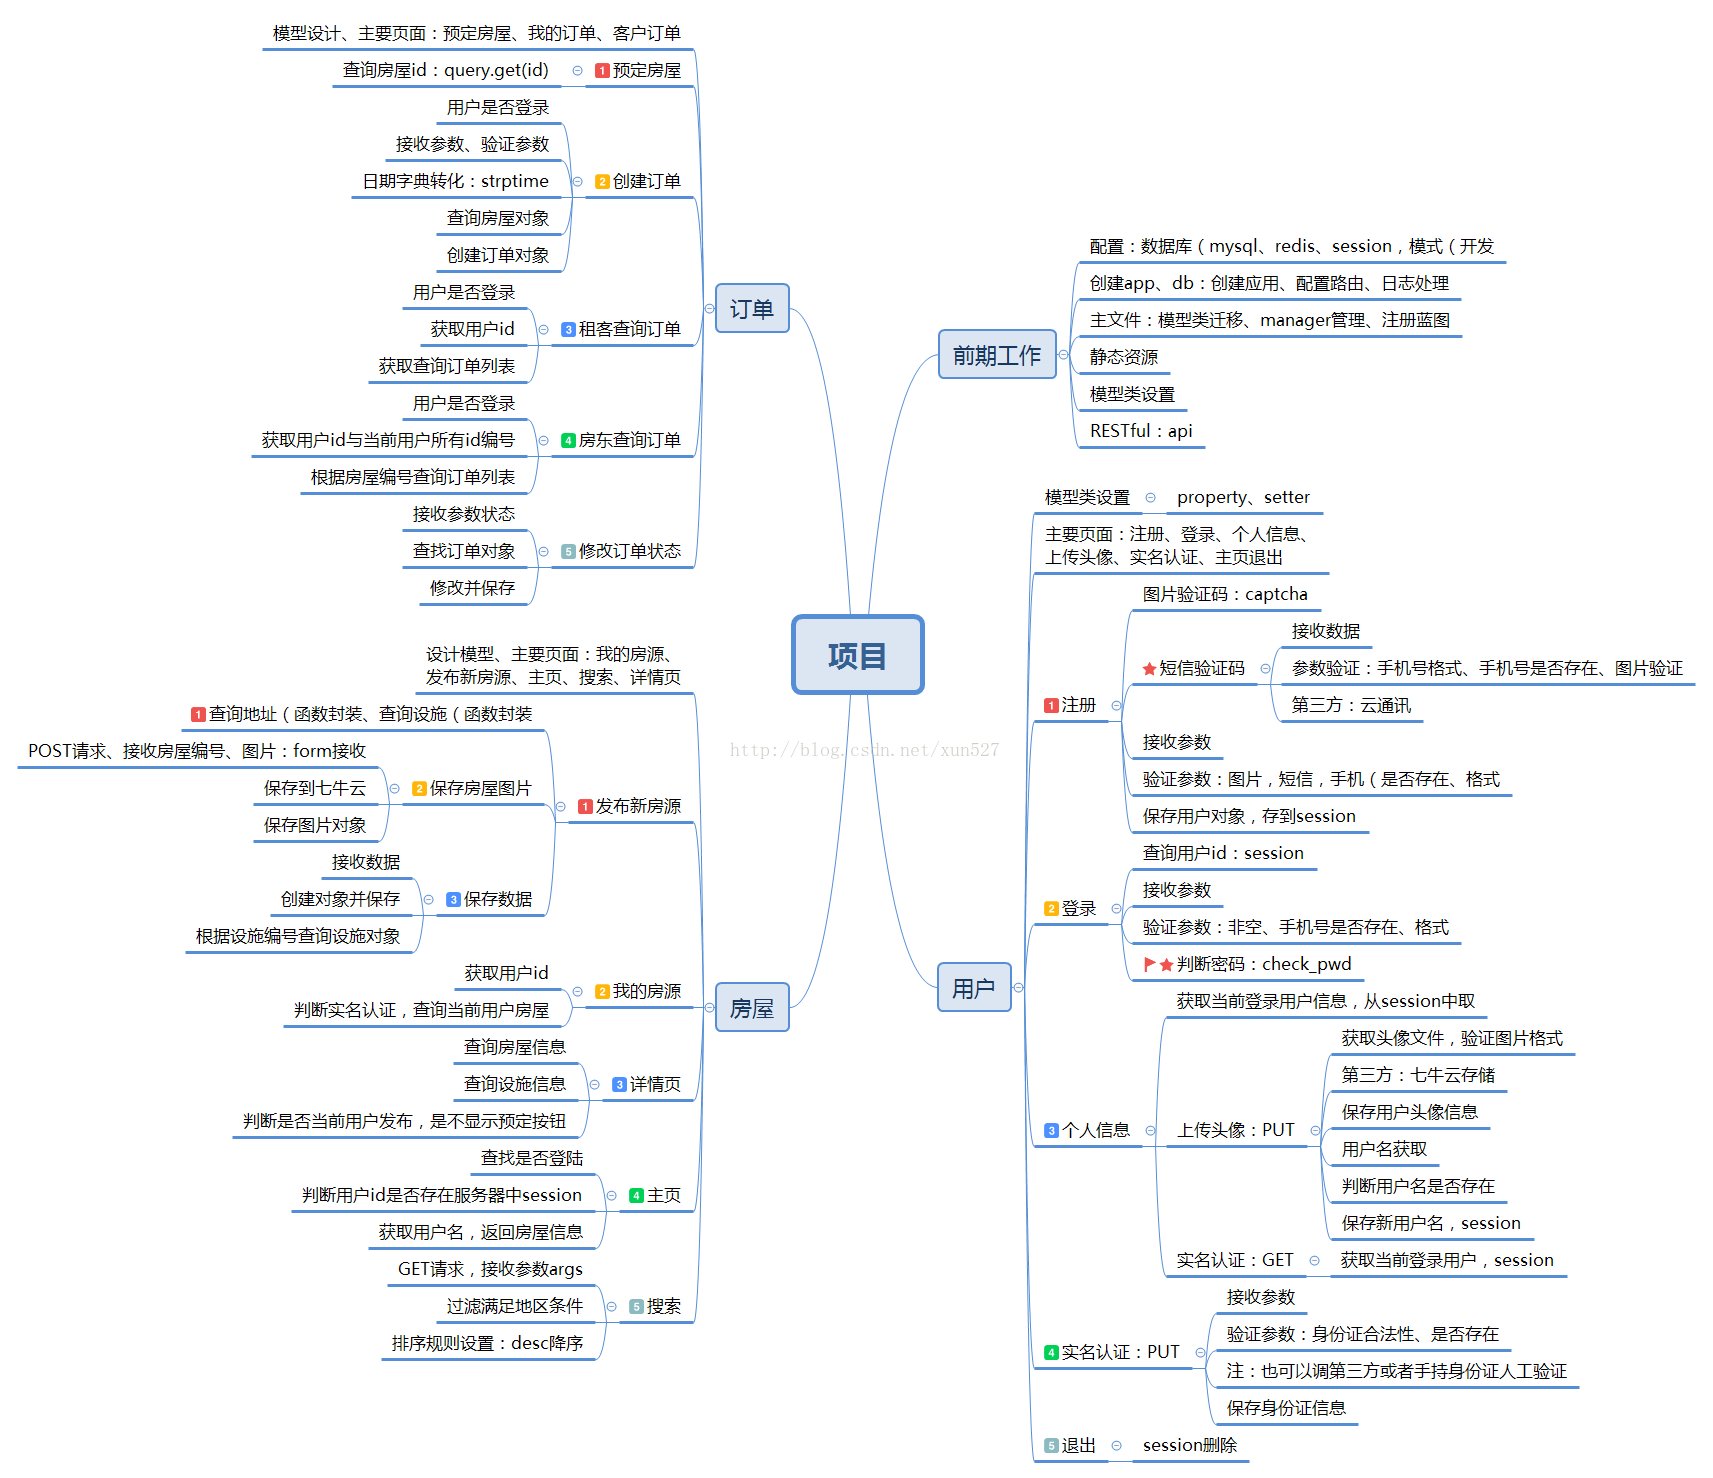 项目
前期工作
配置：数据库（mysql、redis、session，模式（开发
创建app、db：创建应用、配置路由、日志处理
主文件：模型类迁移、manager管理、注册蓝图
静态资源
模型类设置
RESTful：api
用户
模型类设置
property、setter
主要页面：注册、登录、个人信息、
上传头像、实名认证、主页退出
1 注册
图片验证码：captcha
短信验证码
接收数据
参数验证：手机号格式、手机号是否存在、图片验证
第三方：云通讯
接收参数
验证参数：图片，短信，手机（是否存在、格式
保存用户对象，存到session
2 登录
查询用户id：session
接收参数
验证参数：非空、手机号是否存在、格式
判断密码：check_pwd
3 个人信息
获取当前登录用户信息，从session中取
上传头像：PUT
获取头像文件，验证图片格式
第三方：七牛云存储
保存用户头像信息
用户名获取
判断用户名是否存在
保存新用户名，session
实名认证：GET
获取当前登录用户，session
4 实名认证：PUT
接收参数
验证参数：身份证合法性、是否存在
注：也可以调第三方或者手持身份证人工验证
保存身份证信息
5 退出
session删除
订单
模型设计、主要页面：预定房屋、我的订单、客户订单
1 预定房屋
查询房屋id：query.get(id)
2 创建订单
用户是否登录
接收参数、验证参数
日期字典转化：strptime
查询房屋对象
创建订单对象
3 租客查询订单
用户是否登录
获取用户id
获取查询订单列表
4 房东查询订单
用户是否登录
获取用户id与当前用户所有id编号
根据房屋编号查询订单列表
5 修改订单状态
接收参数状态
查找订单对象
修改并保存
房屋
设计模型、主要页面：我的房源、
发布新房源、主页、搜索、详情页
1 发布新房源
1 查询地址（函数封装、查询设施（函数封装
2 保存房屋图片
POST请求、接收房屋编号、图片：form接收
保存到七牛云
保存图片对象
3 保存数据
接收数据
创建对象并保存
根据设施编号查询设施对象
2 我的房源
获取用户id
判断实名认证，查询当前用户房屋
3 详情页
查询房屋信息
查询设施信息
判断是否当前用户发布，是不显示预定按钮
4 主页
查找是否登陆
判断用户id是否存在服务器中session
获取用户名，返回房屋信息
5 搜索
GET请求，接收参数args
过滤满足地区条件
排序规则设置：desc降序
http://blog.csdn.net/xun527